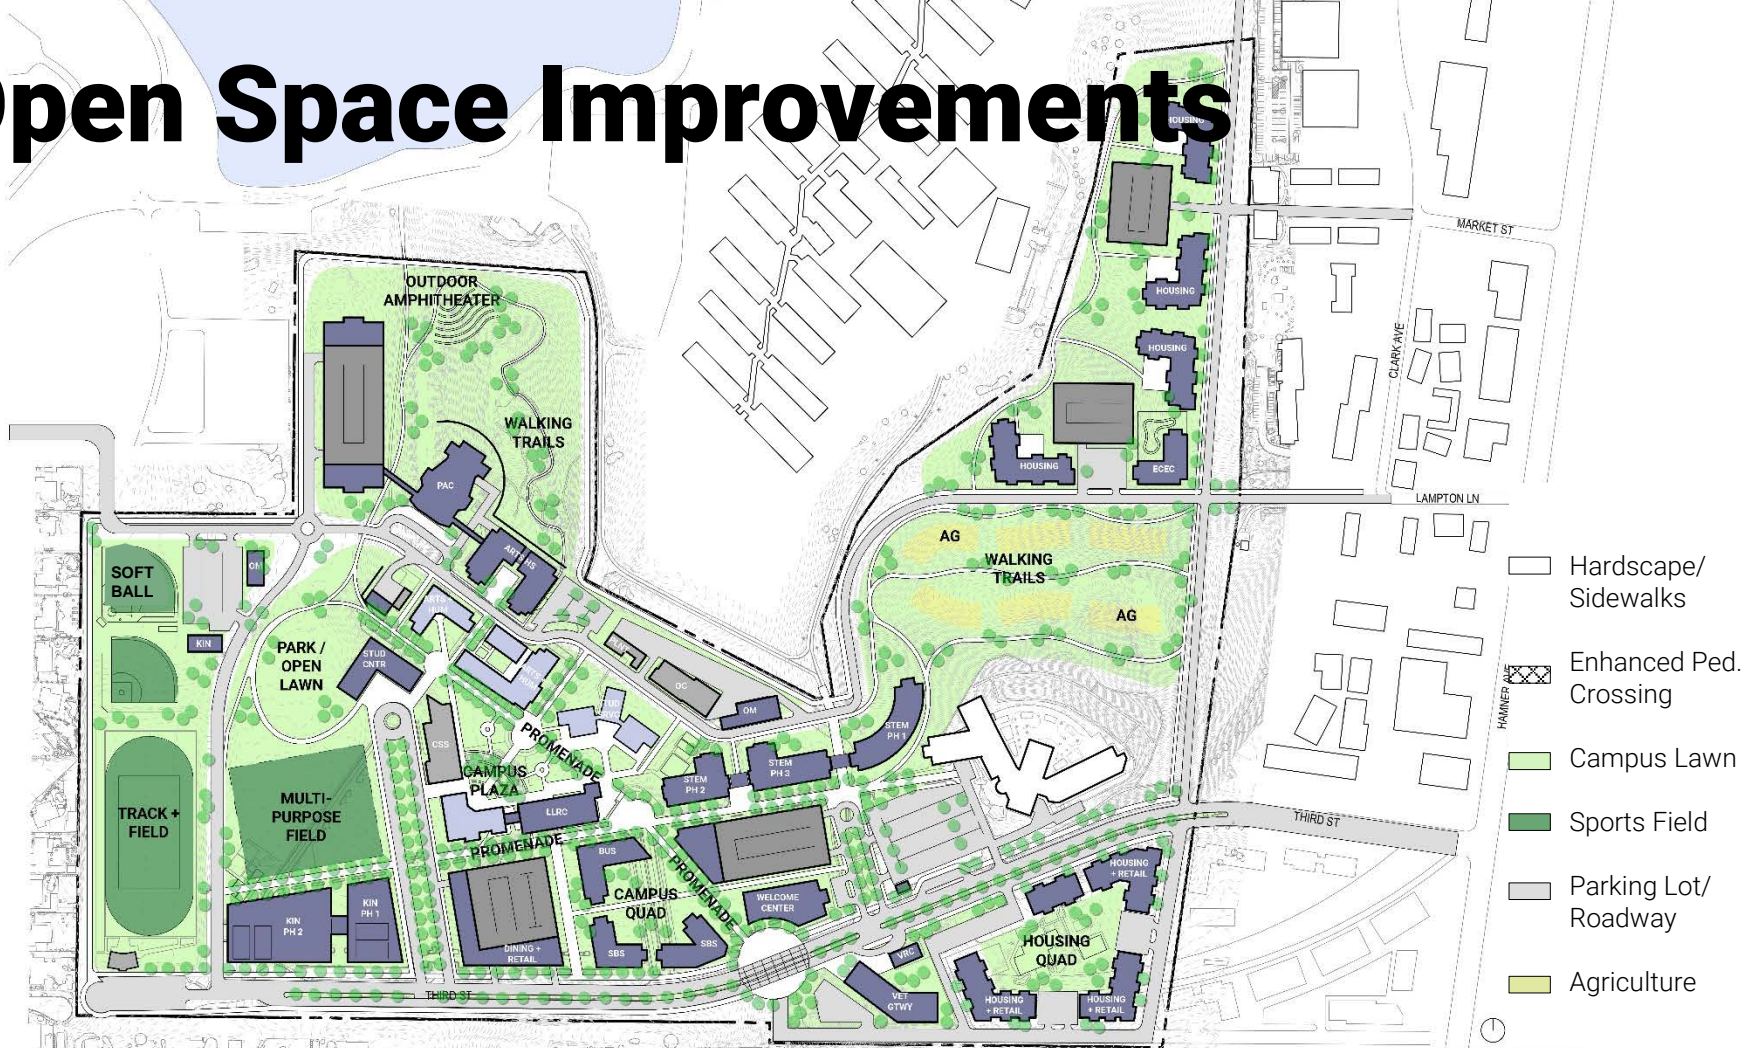 Open Space Improvements
HOUSING
MARKET ST
OUTDOOR
AMPHITHEATER
HOUSING
HOUSING
CLARK AVE
WALKING
TRAILS
HOUSING
ECEC
PAC
LAMPTON LN
AG
WALKING
TRAILS
AG
SOFT
BALL
OM
ARTS
HUM
KIN
PARK /
OPEN
LAWN
STUD
CNTR
OC
OM
CSS
PROMENADE
CAMPUS
PLAZA
STEM
PH 1
STEM
PH 2
STEM
PH 3
LLRC
TRACK +
FIELD
MULTI-
PURPOSE
FIELD
PROMENADE
BUS
PROMENADE
CAMPUS
QUAD
WELCOME
CENTER
THIRD ST
HOUSING
+ RETAIL
KIN
PH 2
KIN
PH 1
DINING +
RETAIL
SBS
SBS
VRC
HOUSING
QUAD
THIRD ST
VET
GTWY
HOUSING
+ RETAIL
HOUSING
+ RETAIL
HAMNER AVE
Hardscape/
Sidewalks
Enhanced Ped.
Crossing
Campus Lawn
Sports Field
Parking Lot/
Roadway
Agriculture